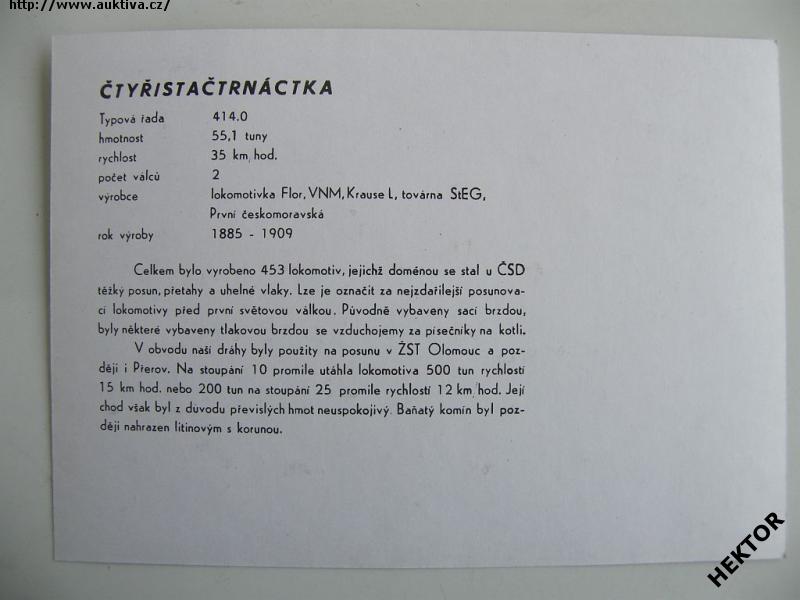 http://www.auktiva.cz/
ČTYŘISTAČTRNÁCTKA
Typová řada 414.0
hmotnost 55,1 tuny
rychlost 35 km/hod.
počet válců 2
výrobce lokomotivka Flor, VNM, Krause L, továrna StEG,
První českomoravská
rok výroby 1885 - 1909
Celkem bylo vyrobeno 453 lokomotiv, jejichž doménou se stal u ČSD
těžký posun, přetahy a uhelné vlaky. Lze je označit za nejzdařilejší posunova-
cí lokomotivy před první světovou válkou. Původně vybaveny sací brzdou,
byly některé vybaveny tlakovou brzdou se vzduchojemy za písečníky na kotli.
V obvodu naší dráhy byly použity na posunu v ŽST Olomouc a poz-
ději i Přerov. Na stoupání 10 promile utáhla lokomotiva 500 tun rychlostí
15 km hod. nebo 200 tun na stoupání 25 promile rychlostí 12 km/hod. Její
chod však byl z důvodu převislých hmot neuspokojivý. Baňatý komín byl poz-
ději nahrazen litinovým s korunou.
HEKTOR